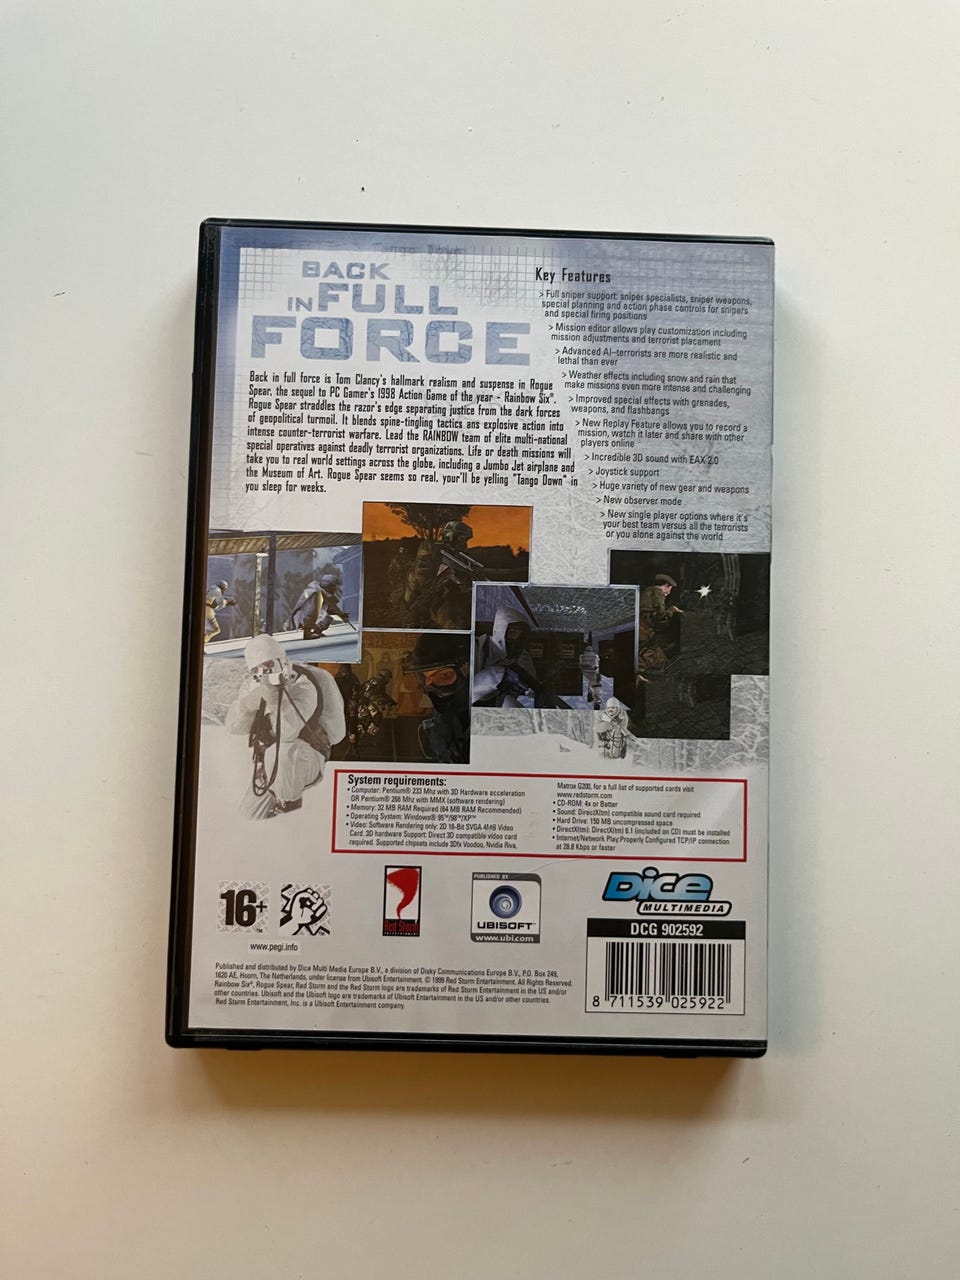 BACK
IN FULL
FORCE
Back in full force is Tom Clancy's hallmark realism and suspense in Rogue
Spear, the sequel to PC Gamer's 1998 Action Game of the year - Rainbow Six®.
Rogue Spear straddles the razor's edge separating justice from the dark forces
of geopolitical turmoil. It blends spine-tingling tactics ans explosive action into
intense counter-terrorist warfare. Lead the RAINBOW team of elite multi-national
special operatives against deadly terrorist organizations. Life or death missions will
take you to real world settings across the globe, including a Jumbo Jet airplane and
the Museum of Art. Rogue Spear seems so real, you'll be yelling "Tango Down" in
you sleep for weeks.
Key Features
> Full sniper support: sniper specialists, sniper weapons,
special planning and action phase controls for snipers
and special firing positions
> Mission editor allows play customization including
mission adjustments and terrorist placement
> Advanced AI-terrorists are more realistic and
lethal than ever
> Weather effects including snow and rain that
make missions even more intense and challenging
> Improved special effects with grenades,
weapons, and flashbangs
> New Replay Feature allows you to record a
mission, watch it later and share with other
players online
> Incredible 3D sound with EAX 2.0
> Joystick support
> Huge variety of new gear and weapons
> New observer mode
> New single player options where it's
your best team versus all the terrorists
or you alone against the world
System requirements:
• Computer: Pentium® 233 Mhz with 3D Hardware acceleration
OR Pentium® 266 Mhz with MMX (software rendering)
• Memory: 32 MB RAM Required (64 MB RAM Recommended)
• Operating System: Windows® 95™/98™/XP™
• Video: Software Rendering only: 2D 16-Bit SVGA 4MB Video
Card. 3D hardware Support: Direct 3D compatible video card
required. Supported chipsets include 3Dfx Voodoo, Nvidia Riva,
Matrox G200, for a full list of supported cards visit
www.redstorm.com
• CD-ROM: 4x or Better
• Sound: DirectX(tm) compatible sound card required
• Hard Drive: 150 MB uncompressed space
• DirectX(tm): DirectX(tm) 6.1 (included on CD) must be installed
• Internet/Network Play:Properly Configured TCP/IP connection
at 28.8 Kbps or faster
16+
www.pegi.info
Red Storm
ENTERTAINMENT
PUBLISHED BY
UBISOFT™
www.ubi.com
Dice
MULTIMEDIA
DCG 902592
8 711539 025922
Published and distributed by Dice Multi Media Europe B.V., a division of Disky Communications Europe B.V., P.O. Box 249,
1620 AE, Hoorn, The Netherlands, under license from Ubisoft Entertainment. © 1999 Red Storm Entertainment. All Rights Reserved.
Rainbow Six®, Rogue Spear, Red Storm and the Red Storm logo are trademarks of Red Storm Entertainment in the US and/or
other countries. Ubisoft and the Ubisoft logo are trademarks of Ubisoft Entertainment in the US and/or other countries.
Red Storm Entertainment, Inc. is a Ubisoft Entertainment company.